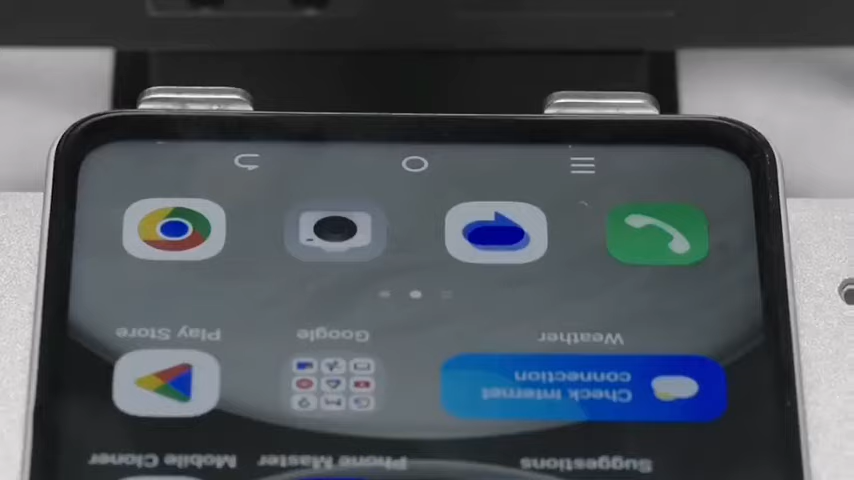 Suggestions
Phone Master
Mobile Cloner
Check Internet
connection
Weather
Google
Play Store